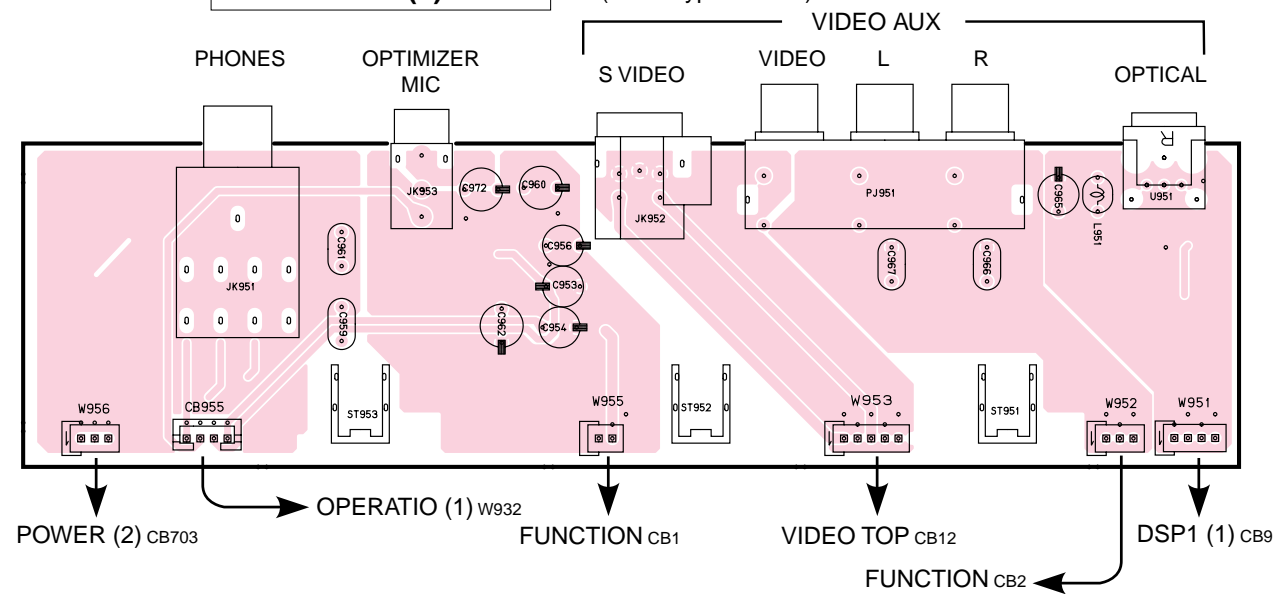 VIDEO AUX
PHONES
OPTIMIZER
MIC
S VIDEO
VIDEO
L
R
OPTICAL
R
JK953
C972
C960
JK952
PJ951
C965
L951
U951
C961
C956
C967
C966
JK951
C953
C959
C962
C954
W956
CB955
ST953
W955
ST952
W953
ST951
W952
W951
OPERATIO (1) W932
POWER (2) CB703
FUNCTION CB1
VIDEO TOP CB12
DSP1 (1) CB9
FUNCTION CB2